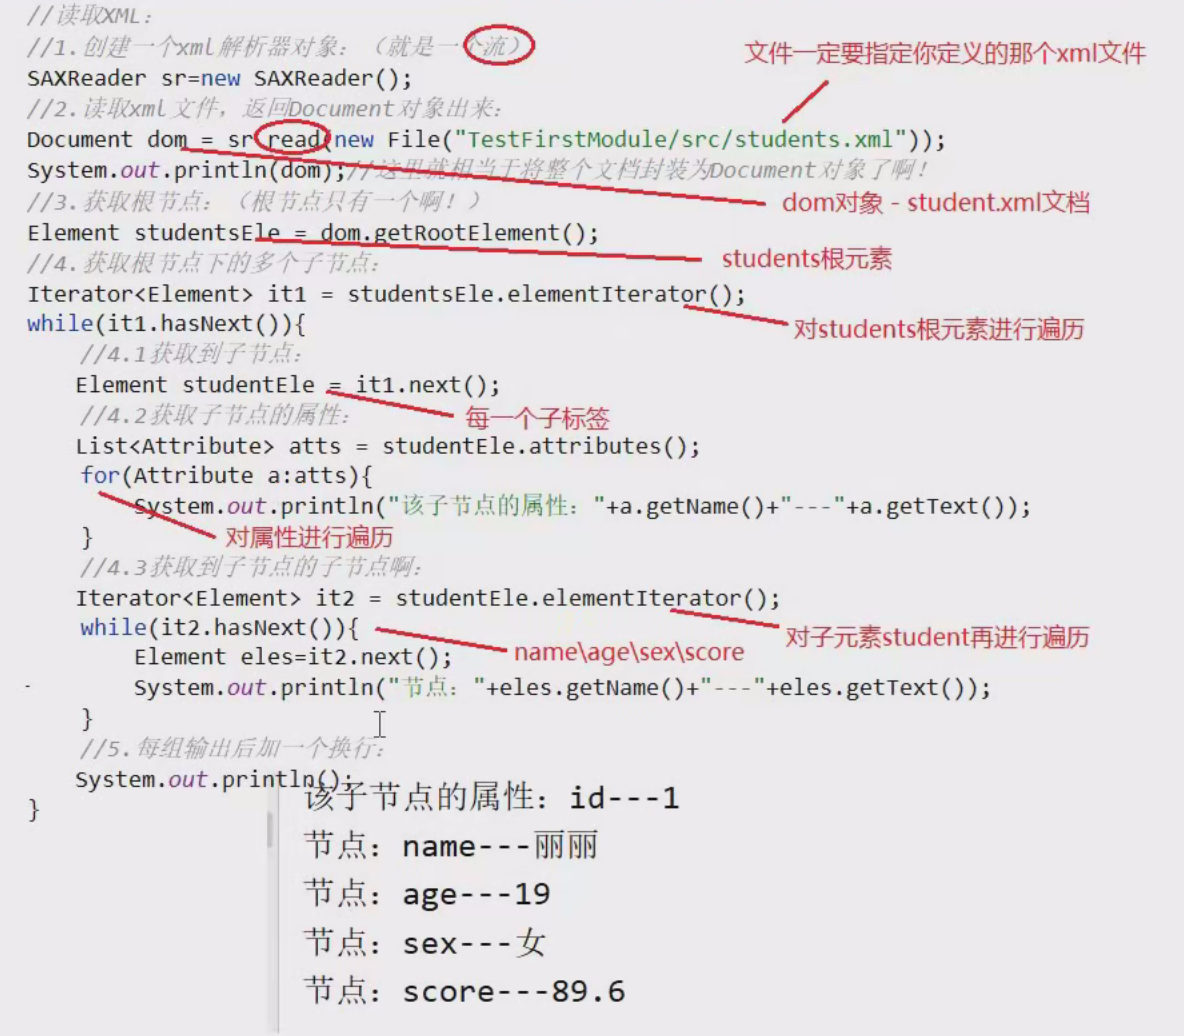 //读取XML：
//1.创建一个xml解析器对象：（就是一个流）
文件一定要指定你定义的那个xml文件
SAXReader sr=new SAXReader();
//2.读取xml文件，返回Document对象出来：
Document dom = sr.read(new File("TestFirstModule/src/students.xml"));
System.out.println(dom);//这里就相当于将整个文档封装为Document对象了啊！
//3.获取根节点：（根节点只有一个啊！）
dom对象 - student.xml文档
Element studentsEle = dom.getRootElement();
//4.获取根节点下的多个子节点：
students根元素
Iterator<Element> it1 = studentsEle.elementIterator();
while(it1.hasNext()){
对students根元素进行遍历
//4.1获取到子节点：
Element studentEle = it1.next();
//4.2获取子节点的属性：
每一个子标签
List<Attribute> atts = studentEle.attributes();
for(Attribute a:atts){
System.out.println("该子节点的属性："+a.getName()+"---"+a.getText());
}
对属性进行遍历
//4.3获取到子节点的子节点啊：
Iterator<Element> it2 = studentEle.elementIterator();
while(it2.hasNext()){
对子元素student再进行遍历
Element eles=it2.next();
name\age\sex\score
System.out.println("节点："+eles.getName()+"---"+eles.getText());
}
//5.每组输出后加一个换行：
System.out.println();
}
该子节点的属性：id---1
节点：name---丽丽
节点：age---19
节点：sex---女
节点：score---89.6